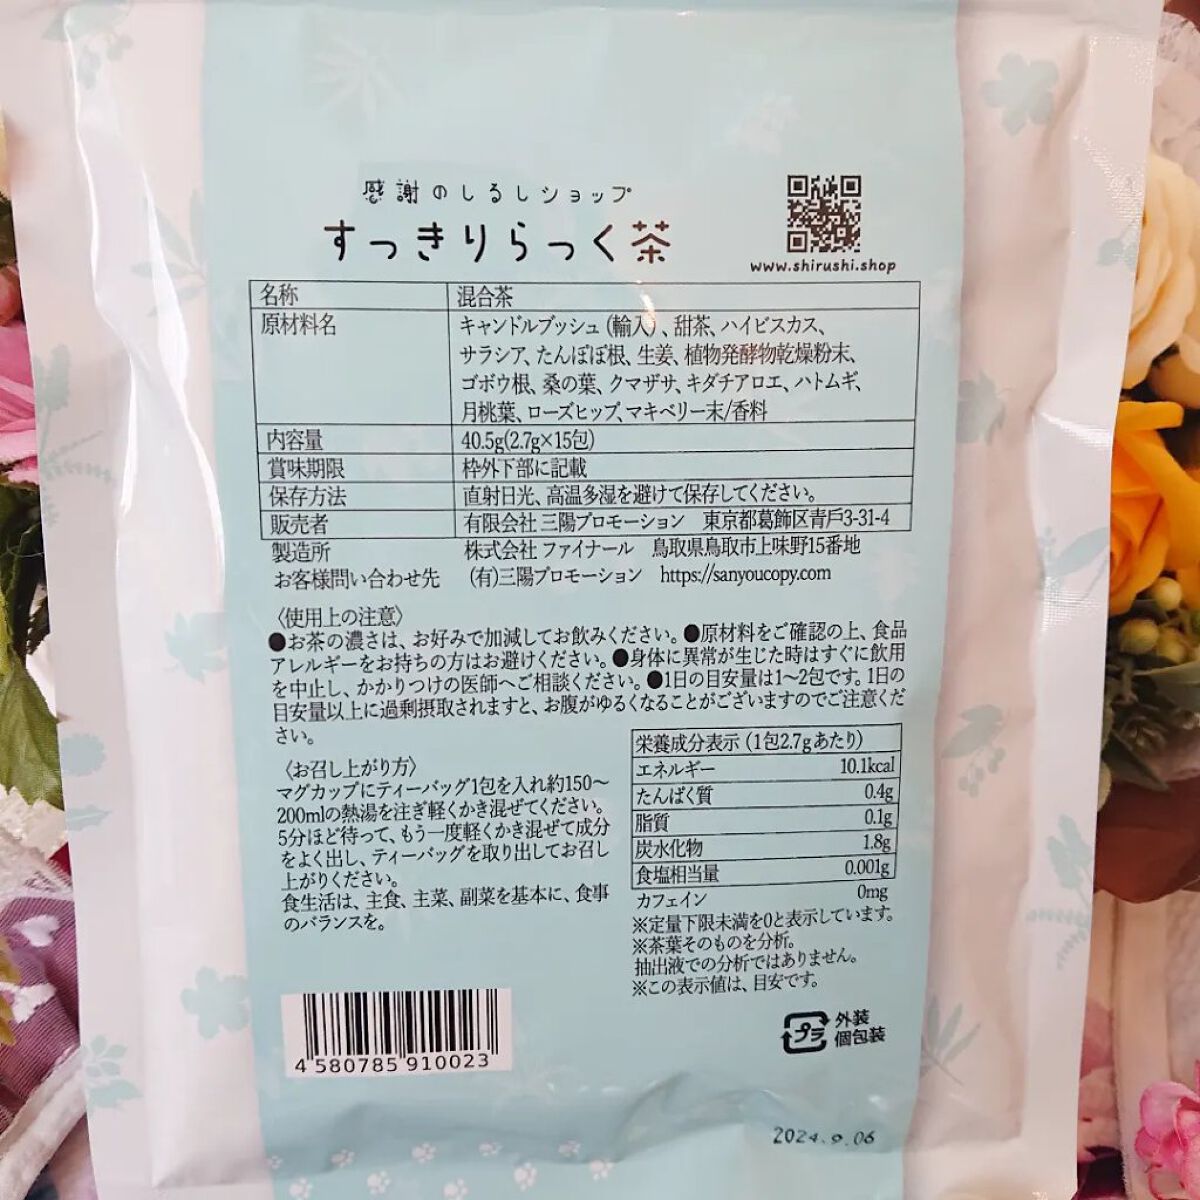 感謝のしるしショップ
すっきりらっく茶
www.shirushi.shop
名称 混合茶
原材料名 キャンドルブッシュ(輸入)、甜茶、ハイビスカス、
サラシア、たんぽぽ根、生姜、植物発酵物乾燥粉末、
ゴボウ根、桑の葉、クマザサ、キダチアロエ、ハトムギ、
月桃葉、ローズヒップ、マキベリー末/香料
内容量 40.5g(2.7g×15包)
賞味期限 枠外下部に記載
保存方法 直射日光、高温多湿を避けて保存してください。
販売者 有限会社 三陽プロモーション 東京都葛飾区青戸3-31-4
製造所 株式会社 ファイナール 鳥取県鳥取市上味野15番地
お客様問い合わせ先 (有)三陽プロモーション https://sanyoucopy.com
〈使用上の注意〉
●お茶の濃さは、お好みで加減してお飲みください。●原材料をご確認の上、食品
アレルギーをお持ちの方はお避けください。●身体に異常が生じた時はすぐに飲用
を中止し、かかりつけの医師へご相談ください。●1日の目安量は1〜2包です。1日の
目安量以上に過剰摂取されますと、お腹がゆるくなることがございますのでご注意くだ
さい。
〈お召し上がり方〉
マグカップにティーバッグ1包を入れ約150〜
200mlの熱湯を注ぎ軽くかき混ぜてください。
5分ほど待って、もう一度軽くかき混ぜて成分
をよく出し、ティーバッグを取り出してお召し
上がりください。
食生活は、主食、主菜、副菜を基本に、食事
のバランスを。
栄養成分表示(1包2.7gあたり)
エネルギー 10.1kcal
たんぱく質 0.4g
脂質 0.1g
炭水化物 1.8g
食塩相当量 0.001g
カフェイン 0mg
※定量下限未満を0と表示しています。
※茶葉そのものを分析。
抽出液での分析ではありません。
※この表示値は、目安です。
4 580785 910023
プラ
外装
個包装
2024.9.06